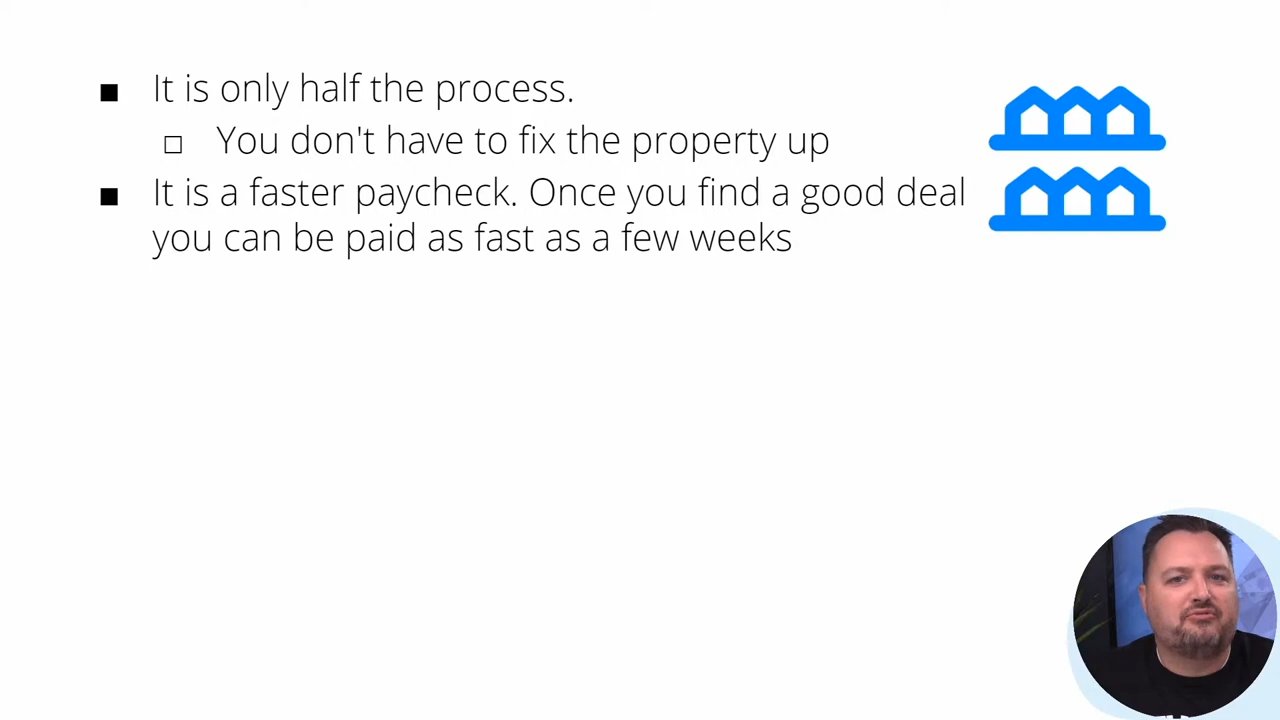 ■ It is only half the process.
□ You don't have to fix the property up
■ It is a faster paycheck. Once you find a good deal
you can be paid as fast as a few weeks